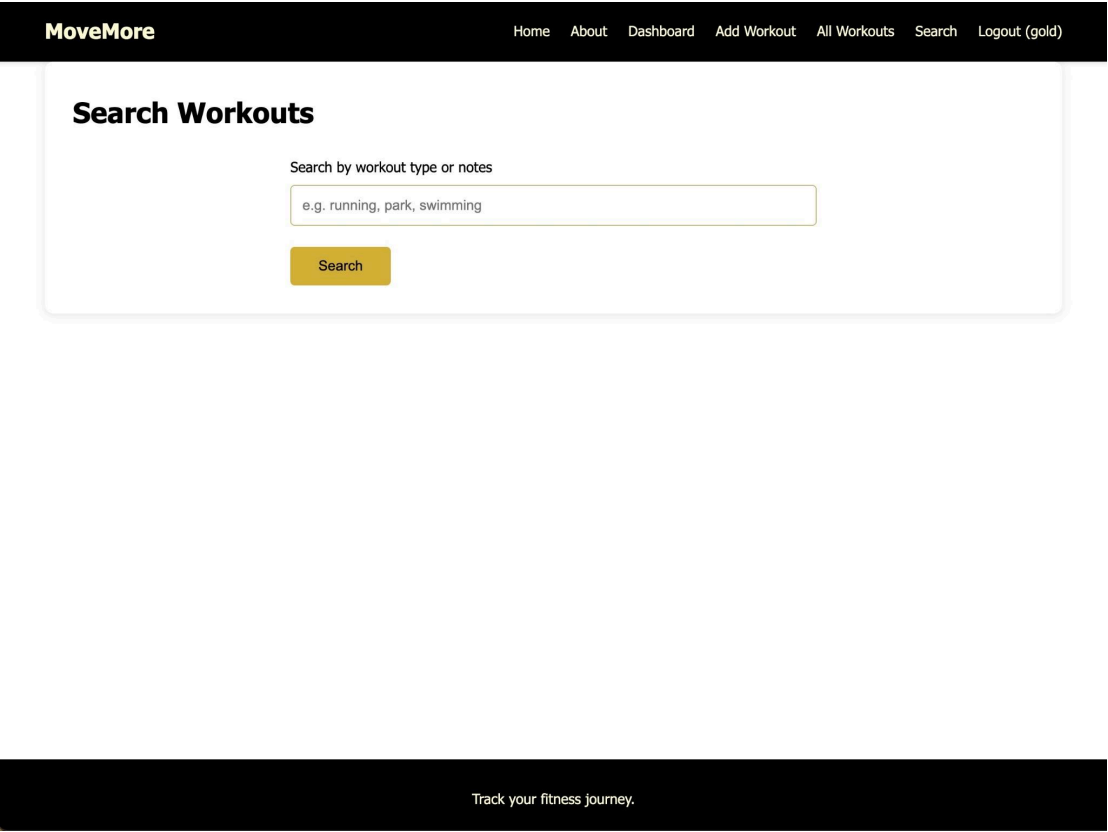 MoveMore Home About Dashboard Add Workout All Workouts Search Logout (gold)
Search Workouts
Search by workout type or notes
e.g. running, park, swimming
Search
Track your fitness journey.